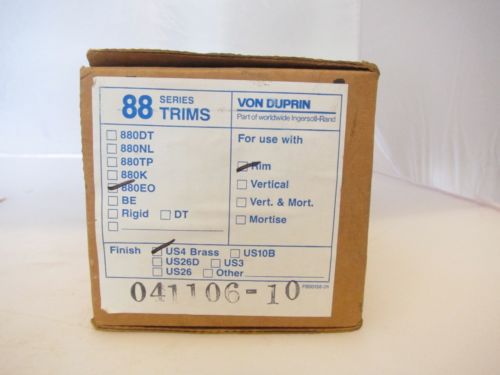 88 SERIES TRIMS
VON DUPRIN
Part of worldwide Ingersoll-Rand
880DT
880NL
880TP
880K
880EO
BE
Rigid DT
For use with
Rim
Vertical
Vert. & Mort.
Mortise
Finish US4 Brass US10B
US26D US3
US26 Other
041106-10